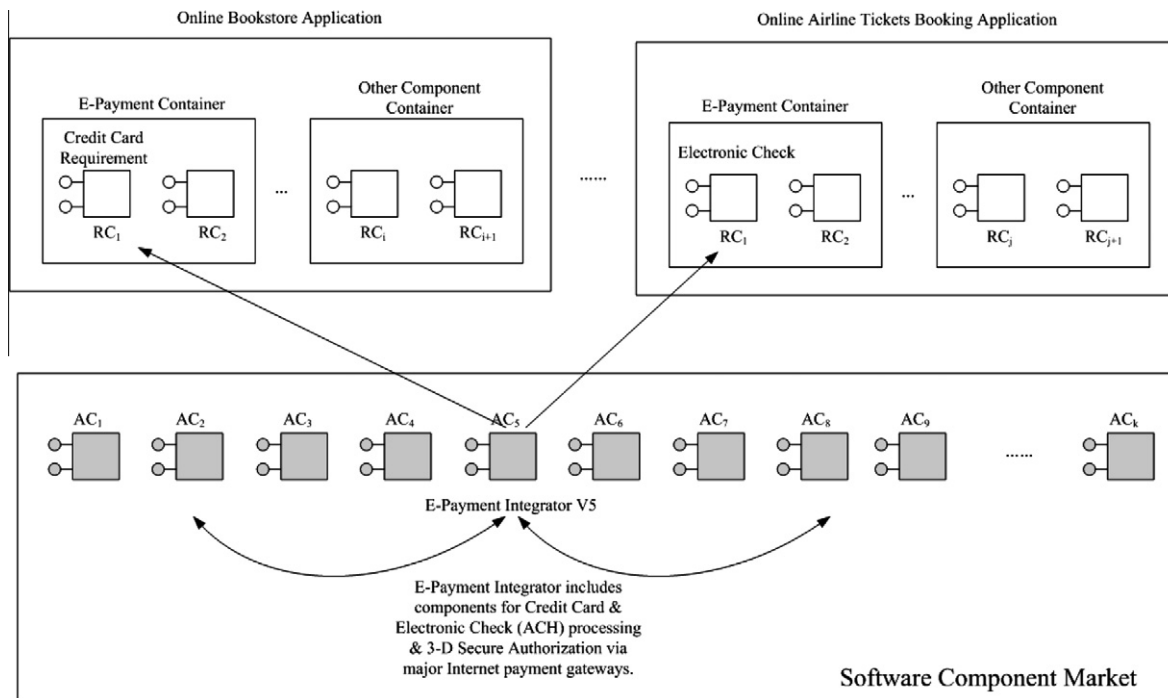 Online Bookstore Application
Online Airline Tickets Booking Application
E-Payment Container
Other Component
Container
Credit Card
Requirement
RC₁
RC₂
...
RCᵢ
RCᵢ₊₁
......
E-Payment Container
Other Component
Container
Electronic Check
RC₁
RC₂
...
RCⱼ
RCⱼ₊₁
AC₁
AC₂
AC₃
AC₄
AC₅
AC₆
AC₇
AC₈
AC₉
......
ACₖ
E-Payment Integrator V5
E-Payment Integrator includes
components for Credit Card &
Electronic Check (ACH) processing
& 3-D Secure Authorization via
major Internet payment gateways.
Software Component Market